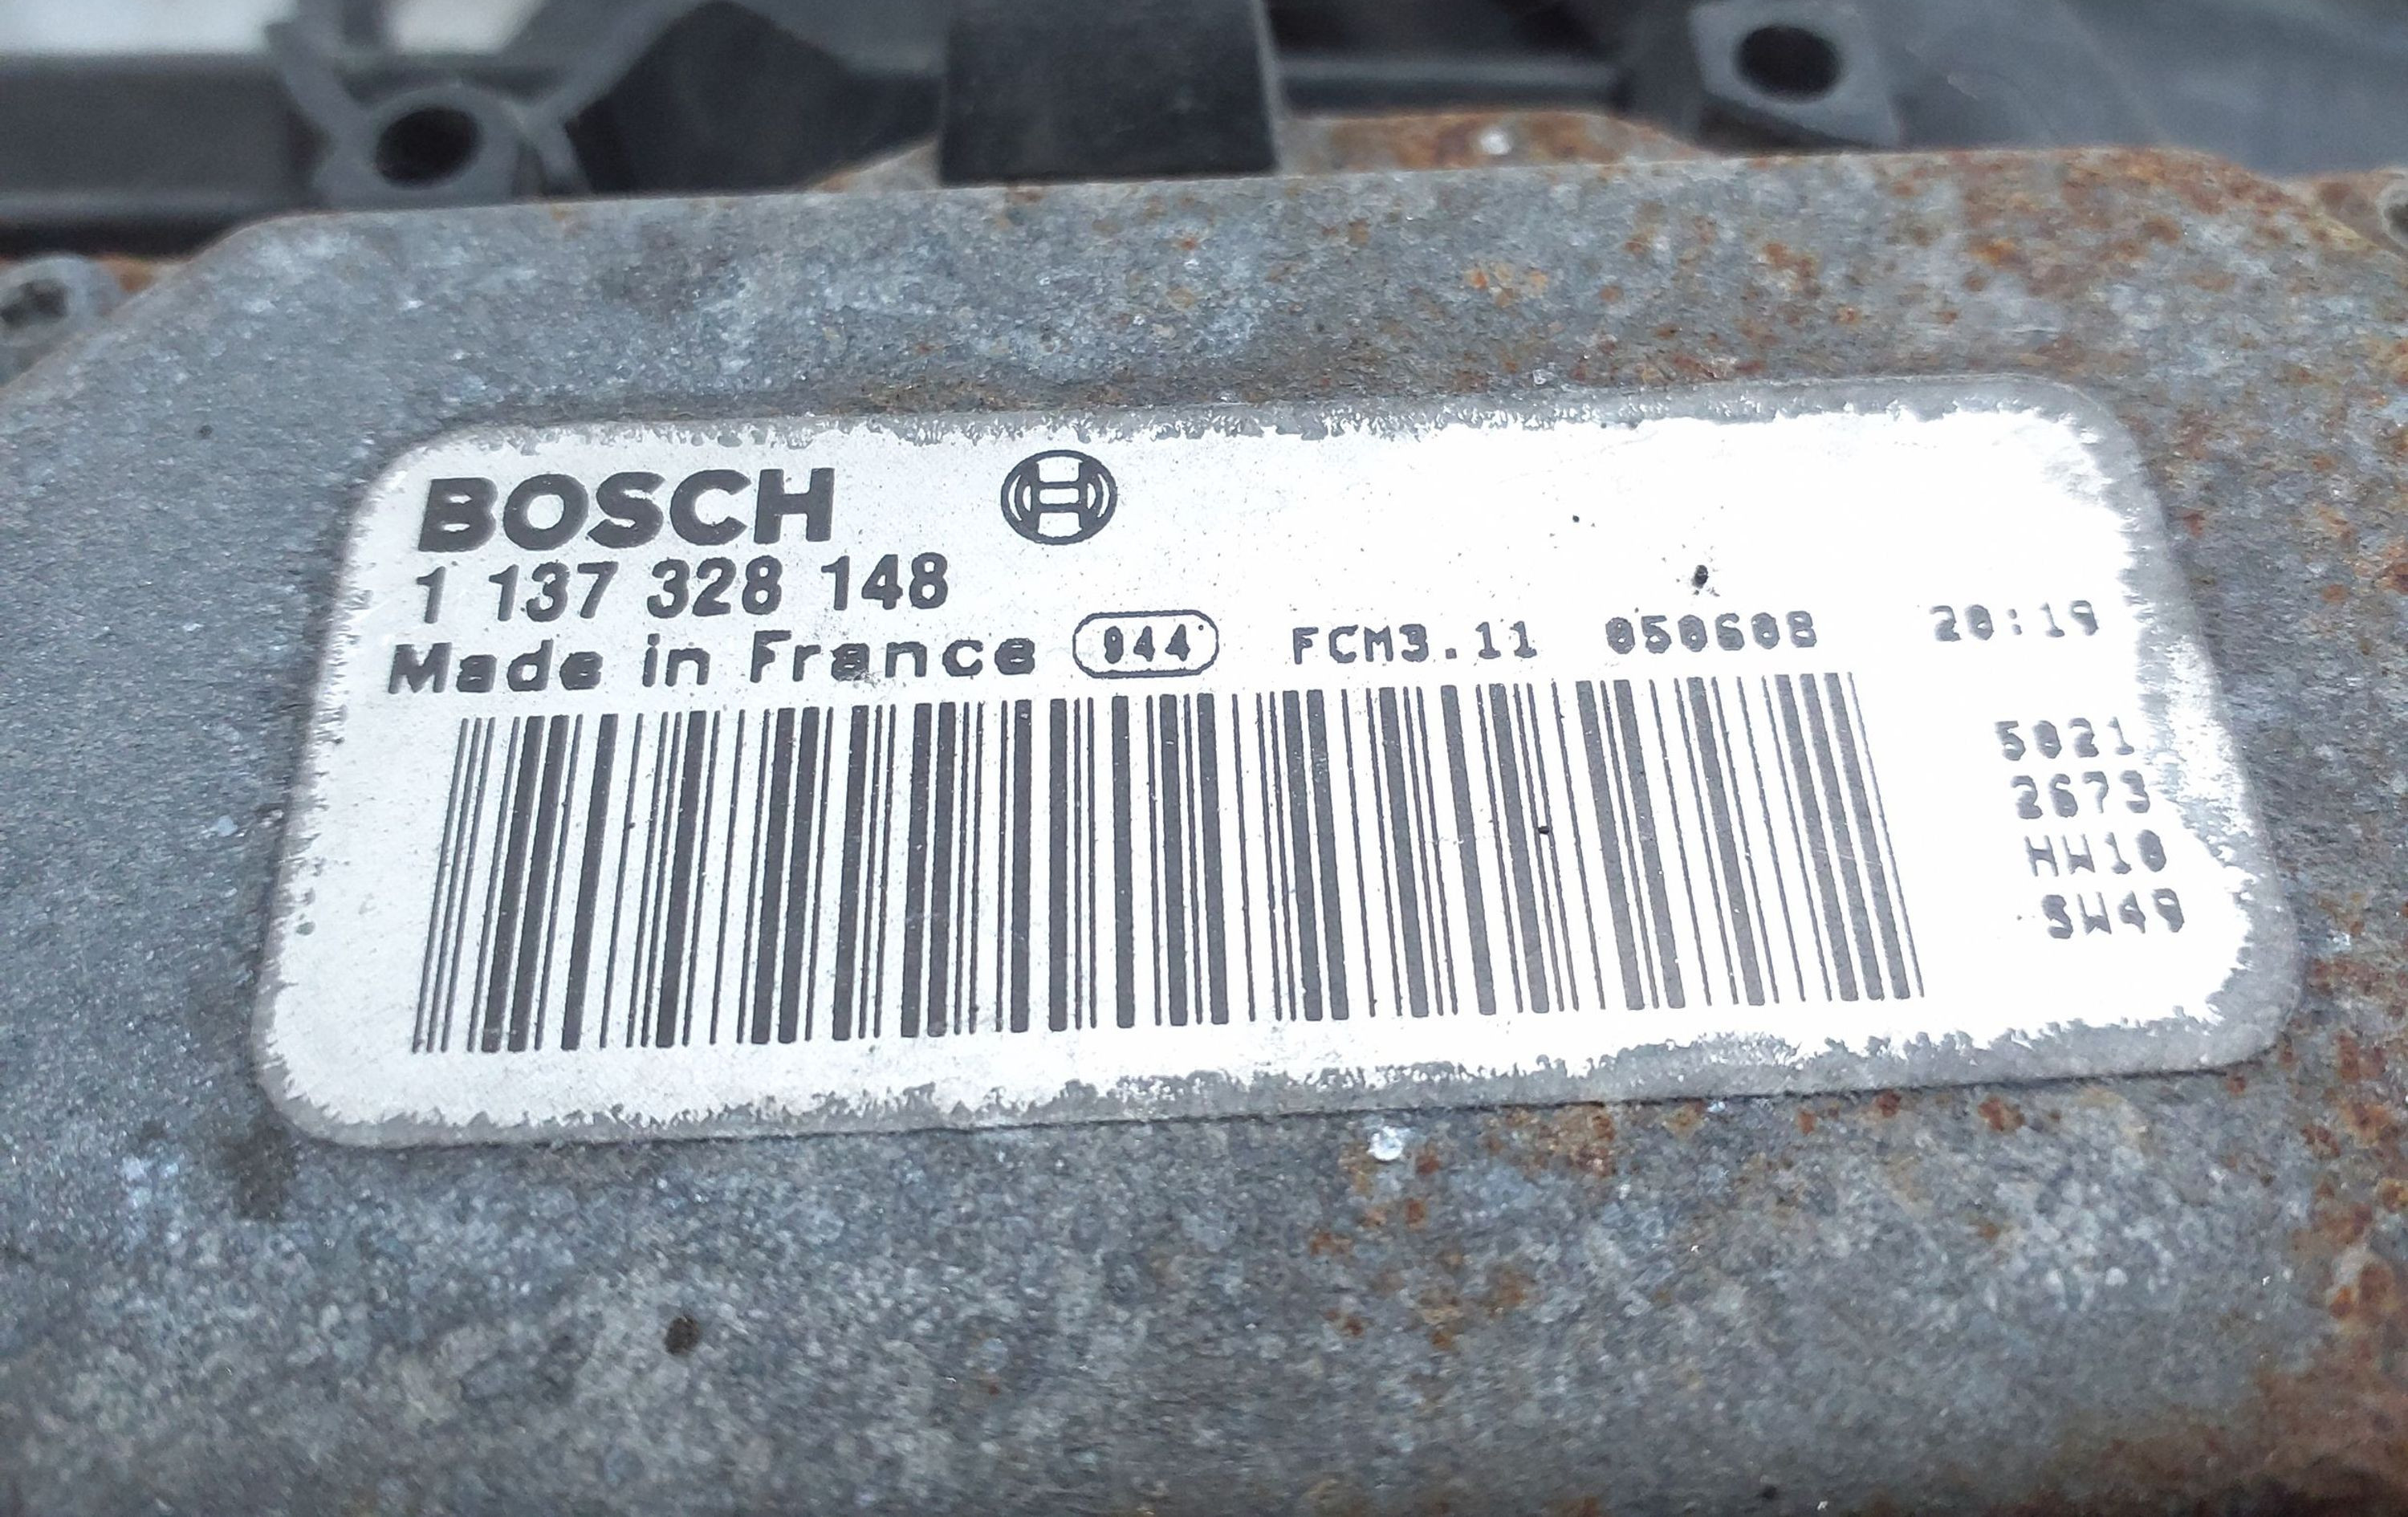 BOSCH
1 137 328 148
Made in France 944 FCM3.11 050608 20:19
5021
2673
HW10
SW49